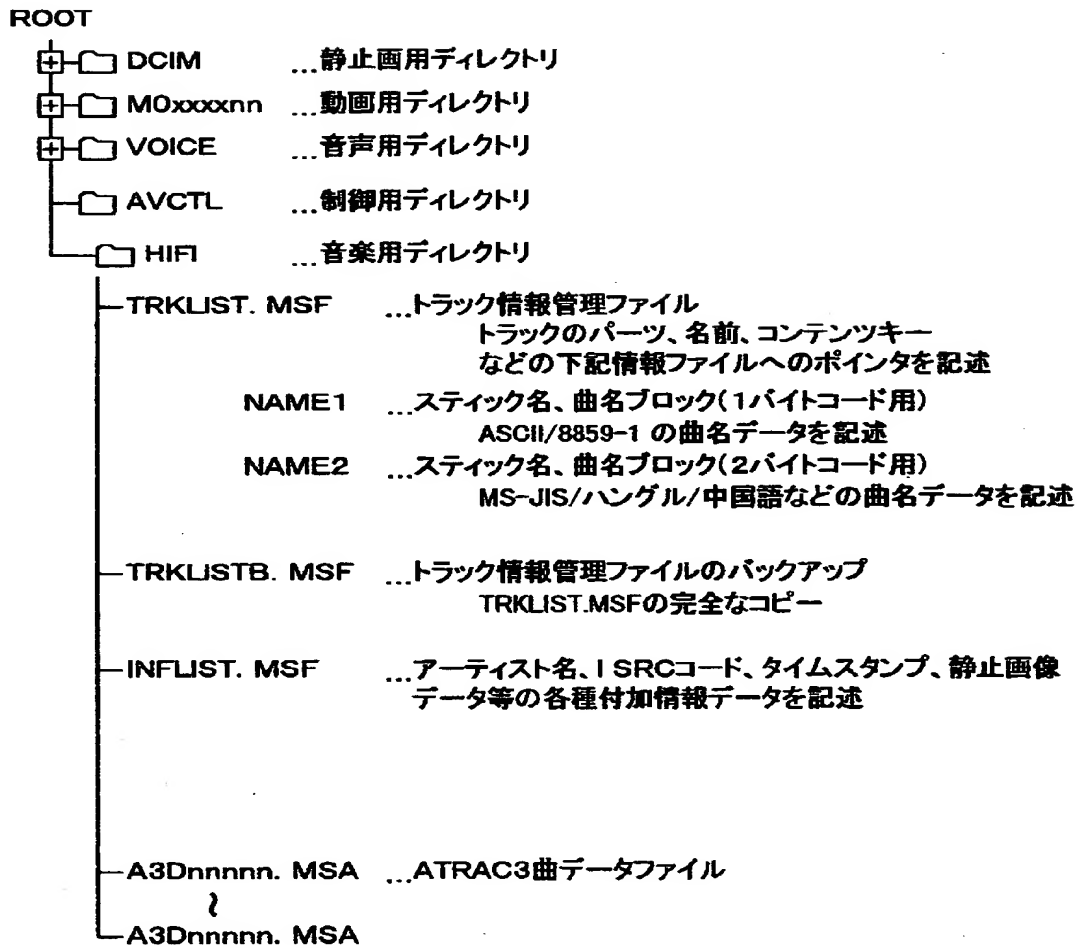 ROOT
DCIM ...静止画用ディレクトリ
MOxxxxnn ...動画用ディレクトリ
VOICE ...音声用ディレクトリ
AVCTL ...制御用ディレクトリ
HIFI ...音楽用ディレクトリ
TRKLIST. MSF ...トラック情報管理ファイル
トラックのパーツ、名前、コンテンツキー
などの下記情報ファイルへのポインタを記述
NAME1 ...スティック名、曲名ブロック(1バイトコード用)
ASCII/8859-1 の曲名データを記述
NAME2 ...スティック名、曲名ブロック(2バイトコード用)
MS-JIS/ハングル/中国語などの曲名データを記述
TRKLISTB. MSF ...トラック情報管理ファイルのバックアップ
TRKLIST.MSFの完全なコピー
INFLIST. MSF ...アーティスト名、I SRCコード、タイムスタンプ、静止画像
データ等の各種付加情報データを記述
A3Dnnnnn. MSA ...ATRAC3曲データファイル
~
A3Dnnnnn. MSA